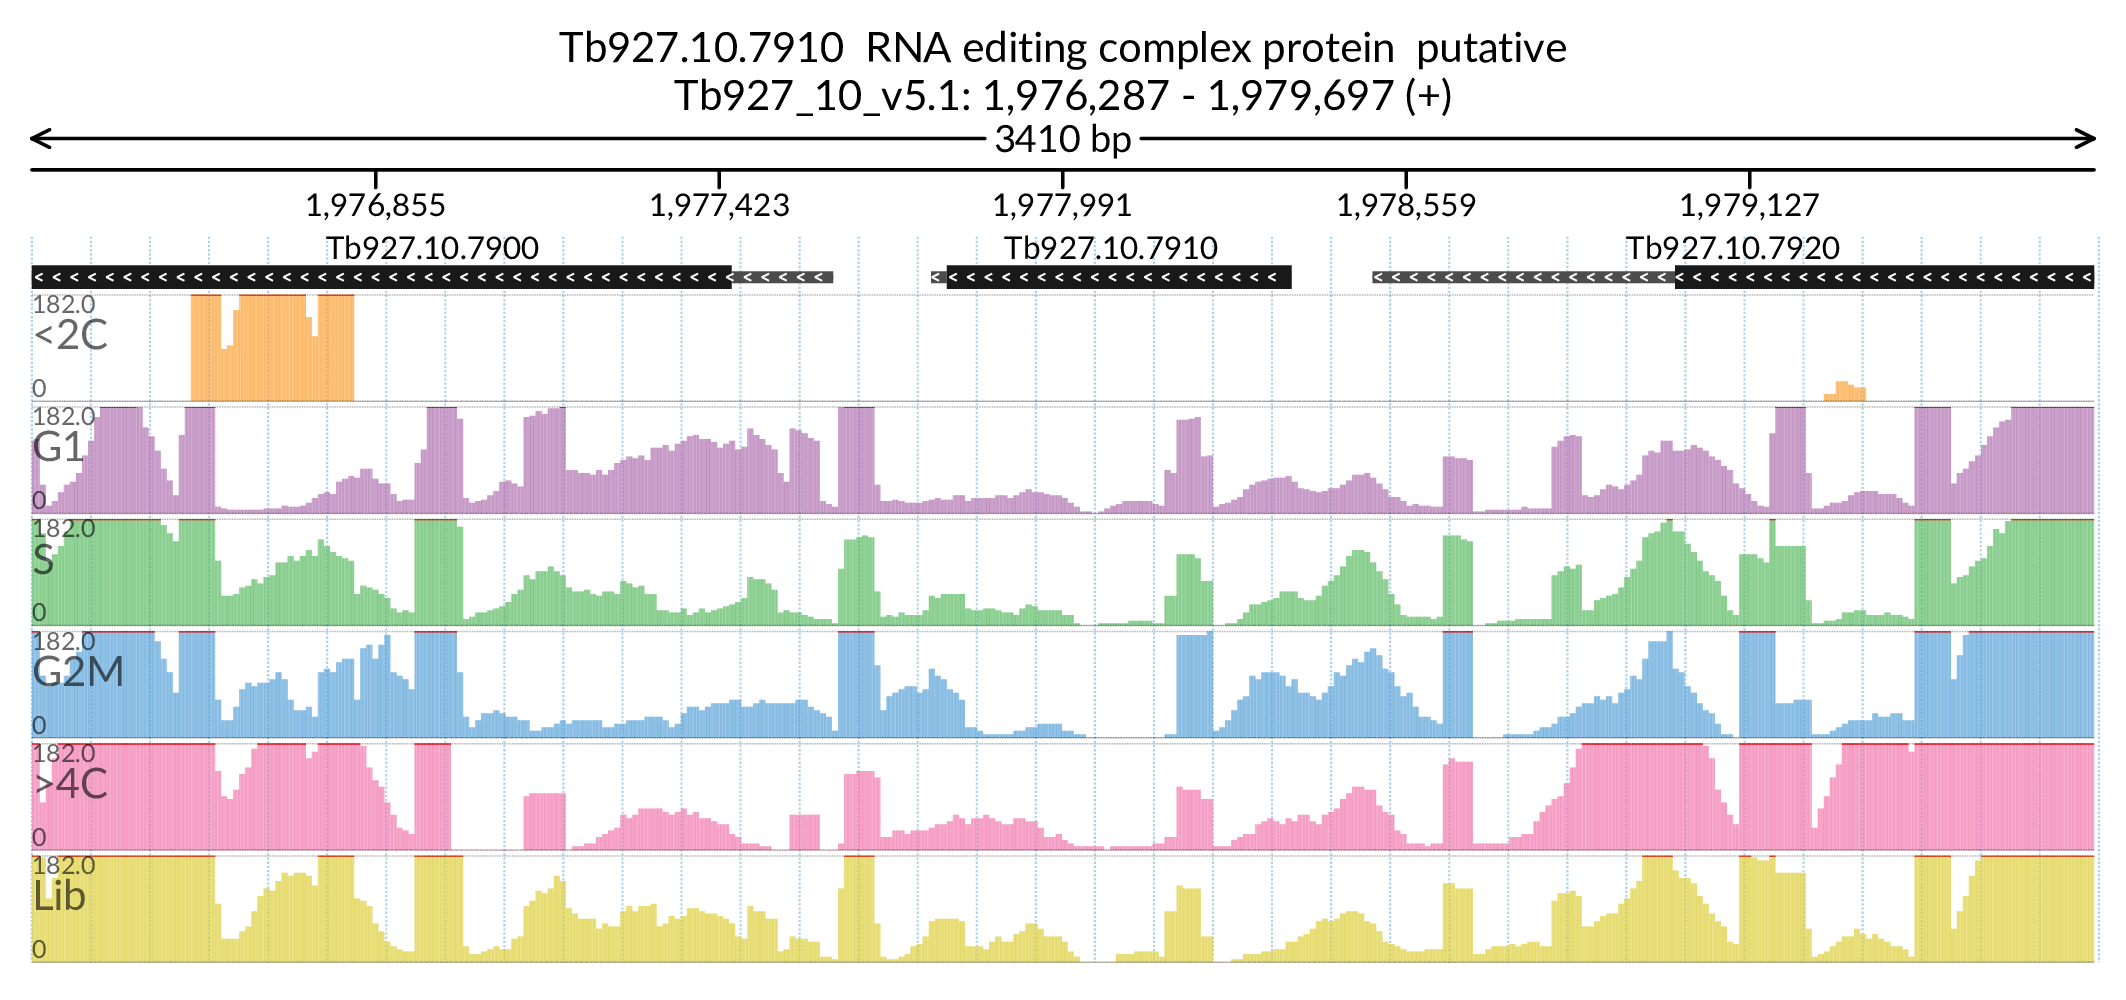 Tb927.10.7910  RNA editing complex protein  putative
Tb927_10_v5.1: 1,976,287 - 1,979,697 (+)
3410 bp
1,976,855 1,977,423 1,977,991 1,978,559 1,979,127
Tb927.10.7900 Tb927.10.7910 Tb927.10.7920
182.0
<2C
0
182.0
G1
0
182.0
S
0
182.0
G2M
0
182.0
>4C
0
182.0
Lib
0